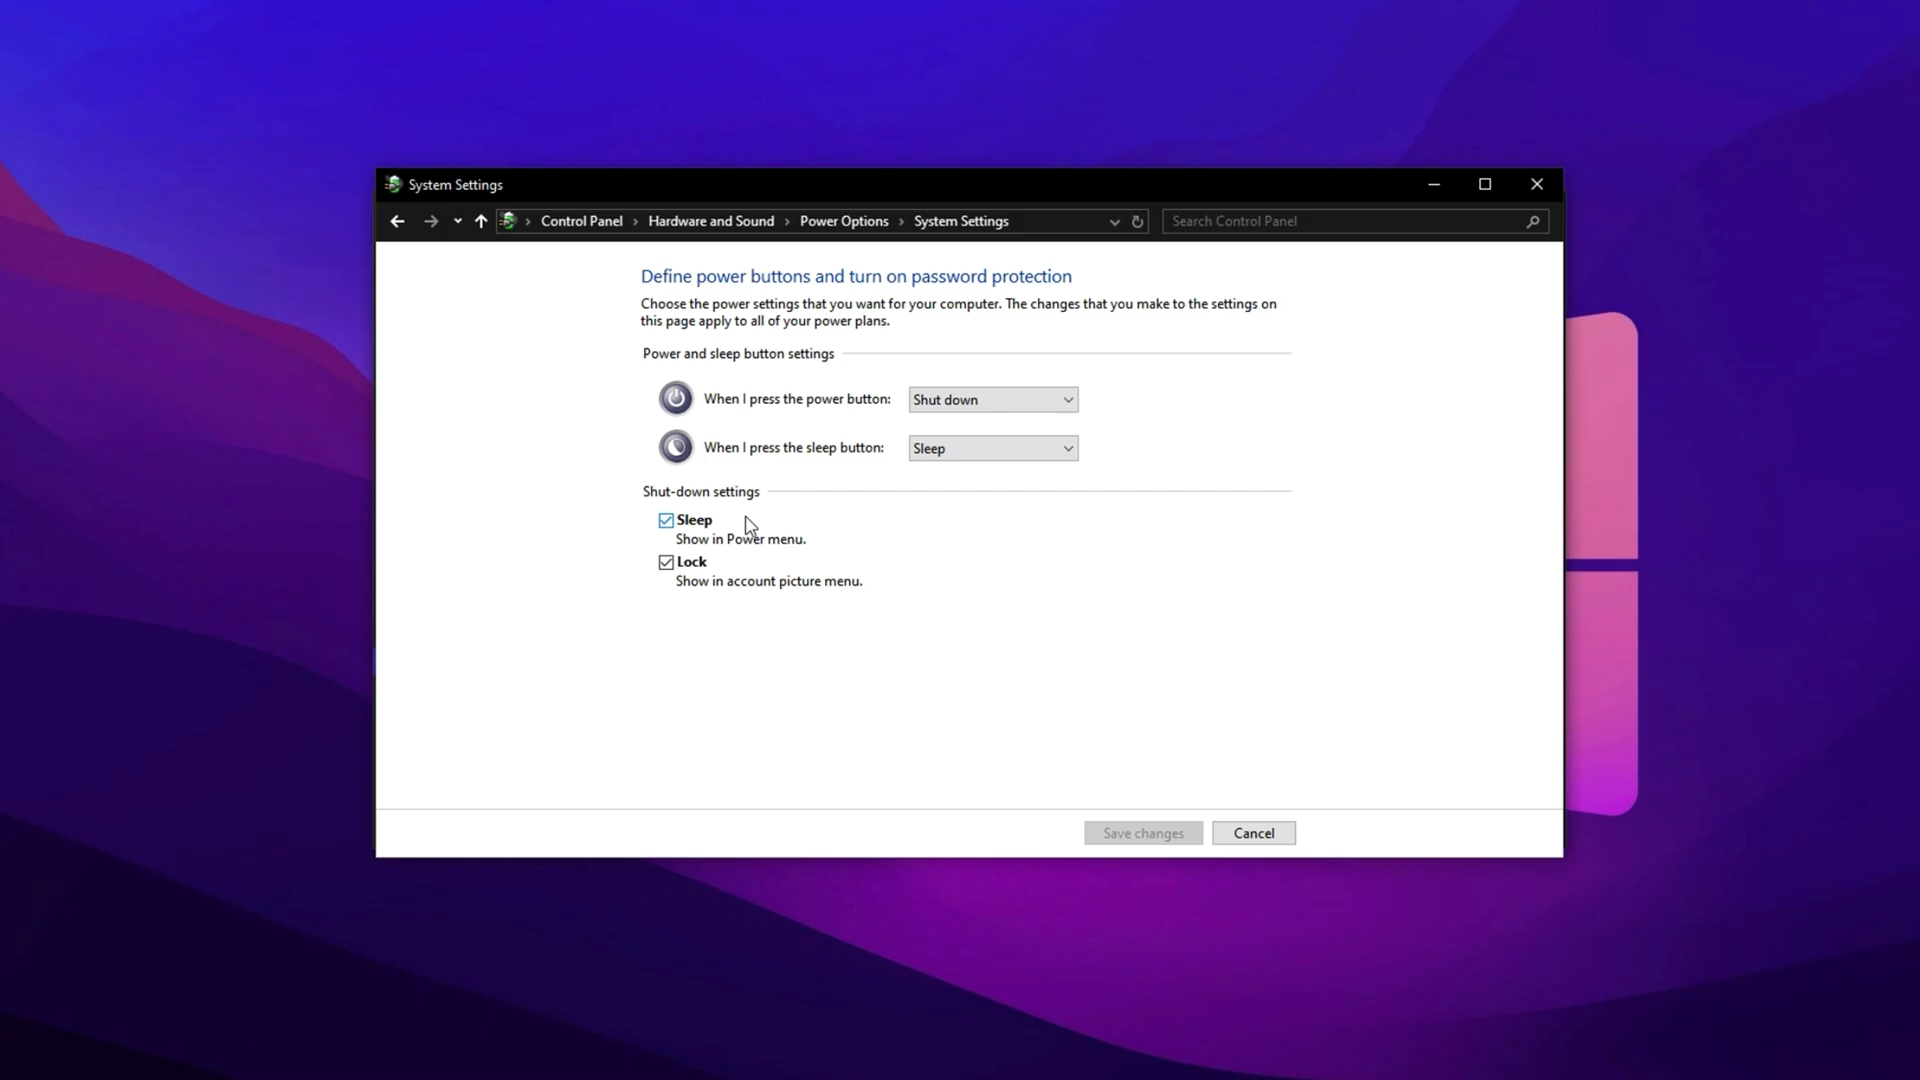 System Settings
Control Panel > Hardware and Sound > Power Options > System Settings
Search Control Panel
Define power buttons and turn on password protection
Choose the power settings that you want for your computer. The changes that you make to the settings on
this page apply to all of your power plans.
Power and sleep button settings
When I press the power button: Shut down
When I press the sleep button: Sleep
Shut-down settings
Sleep
Show in Power menu.
Lock
Show in account picture menu.
Save changes Cancel